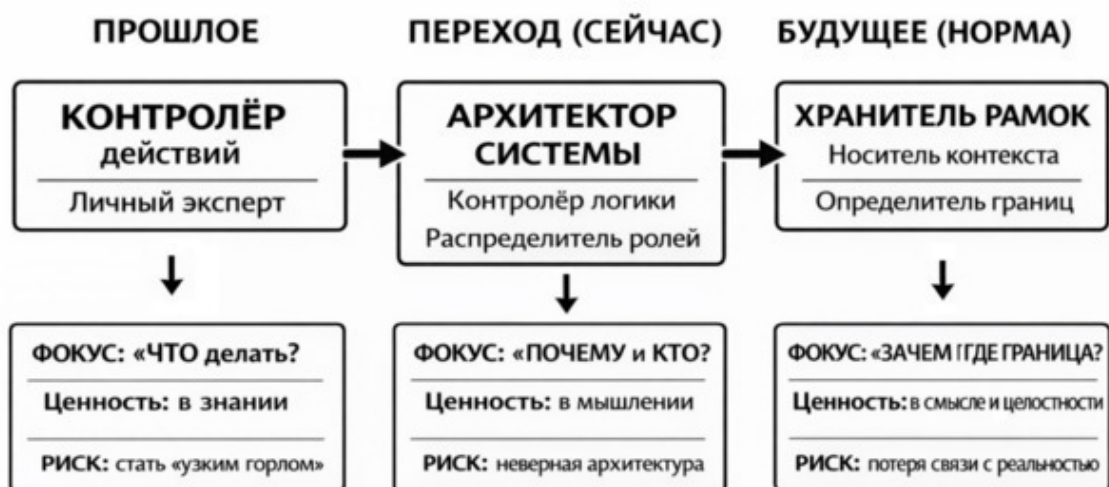 ПРОШЛОЕ
КОНТРОЛЁР
действий
Личный эксперт
ФОКУС: «ЧТО делать?
Ценность: в знании
РИСК: стать «узким горлом»
ПЕРЕХОД (СЕЙЧАС)
АРХИТЕКТОР
СИСТЕМЫ
Контролёр логики
Распределитель ролей
ФОКУС: «ПОЧЕМУ и КТО?
Ценность: в мышлении
РИСК: неверная архитектура
БУДУЩЕЕ (НОРМА)
ХРАНИТЕЛЬ РАМОК
Носитель контекста
Определитель границ
ФОКУС: «ЗАЧЕМ ГДЕ ГРАНИЦА?
Ценность: в смысле и целостности
РИСК: потеря связи с реальностью